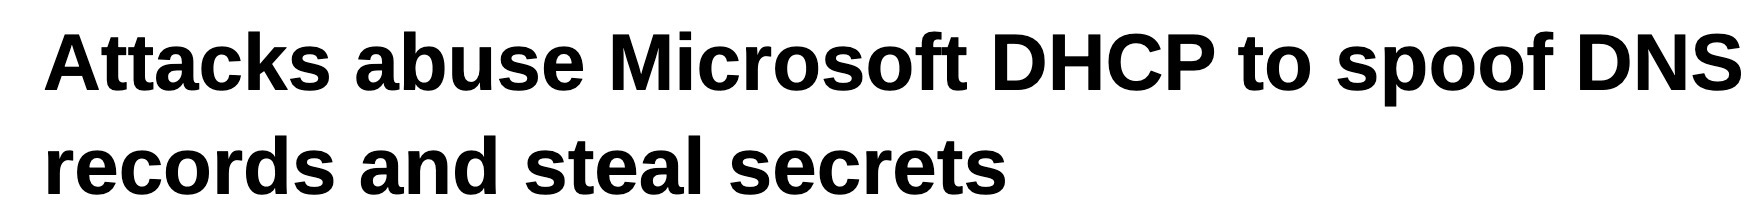 Attacks abuse Microsoft DHCP to spoof DNS
records and steal secrets